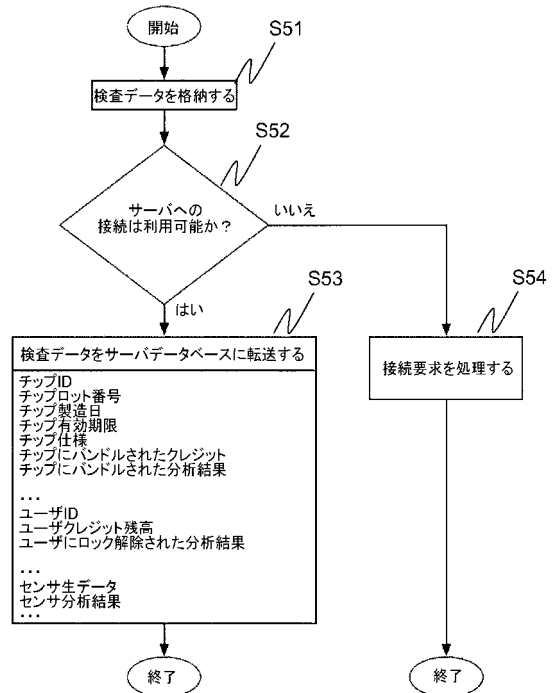 開始
S51
検査データを格納する
S52
サーバへの
接続は利用可能か?
いいえ
はい
S53
S54
検査データをサーバデータベースに転送する
チップID
チップロット番号
チップ製造日
チップ有効期限
チップ仕様
チップにバンドルされたクレジット
チップにバンドルされた分析結果
...
ユーザID
ユーザクレジット残高
ユーザにロック解除された分析結果
...
センサ生データ
センサ分析結果
...
接続要求を処理する
終了
終了